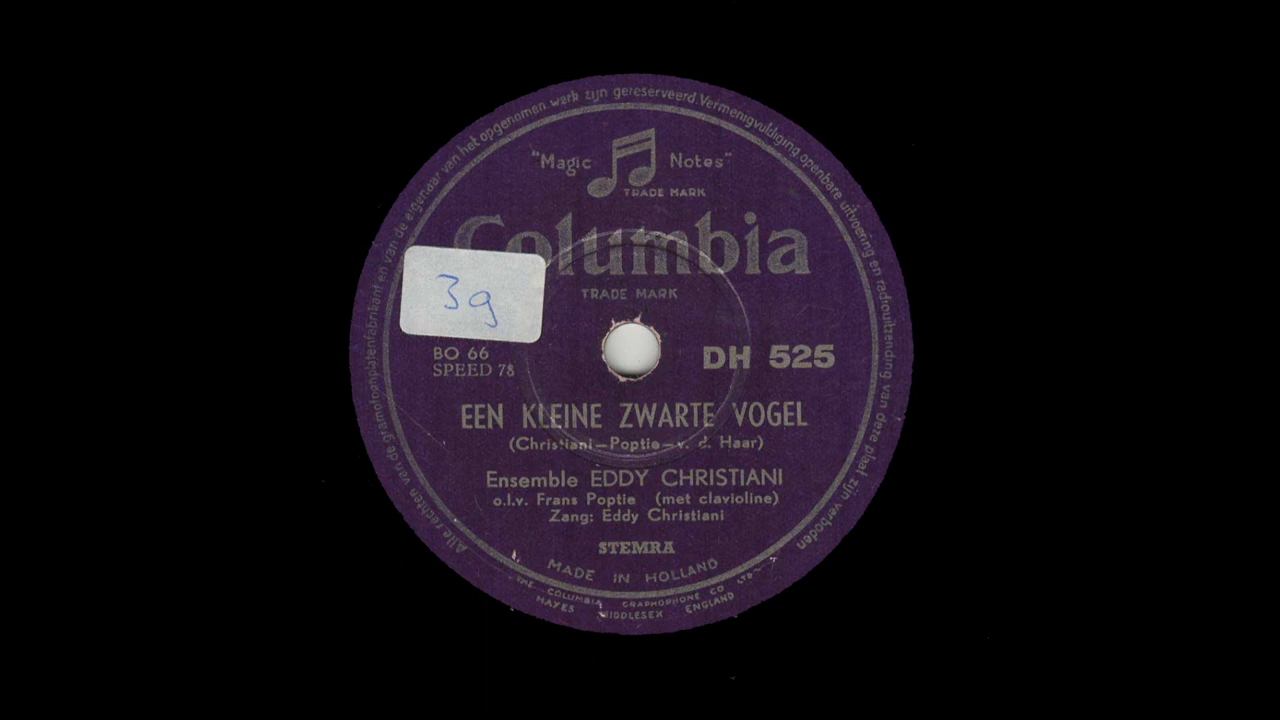 Alle rechten van de gramofoonplatenfabrikant en van de eigenaar van het opgenomen werk zijn gereserveerd. Vermenigvuldiging openbare uitvoering en radiouitzending van deze plaat zijn verboden
"Magic Notes"
TRADE MARK
Columbia
TRADE MARK
39
BO 66
SPEED 78
DH 525
EEN KLEINE ZWARTE VOGEL
(Christiani-Poptie-v. d. Haar)
Ensemble EDDY CHRISTIANI
o.l.v. Frans Poptie (met clavioline)
Zang: Eddy Christiani
STEMRA
MADE IN HOLLAND
THE COLUMBIA GRAPHOPHONE CO LTD
HAYES MIDDLESEX ENGLAND